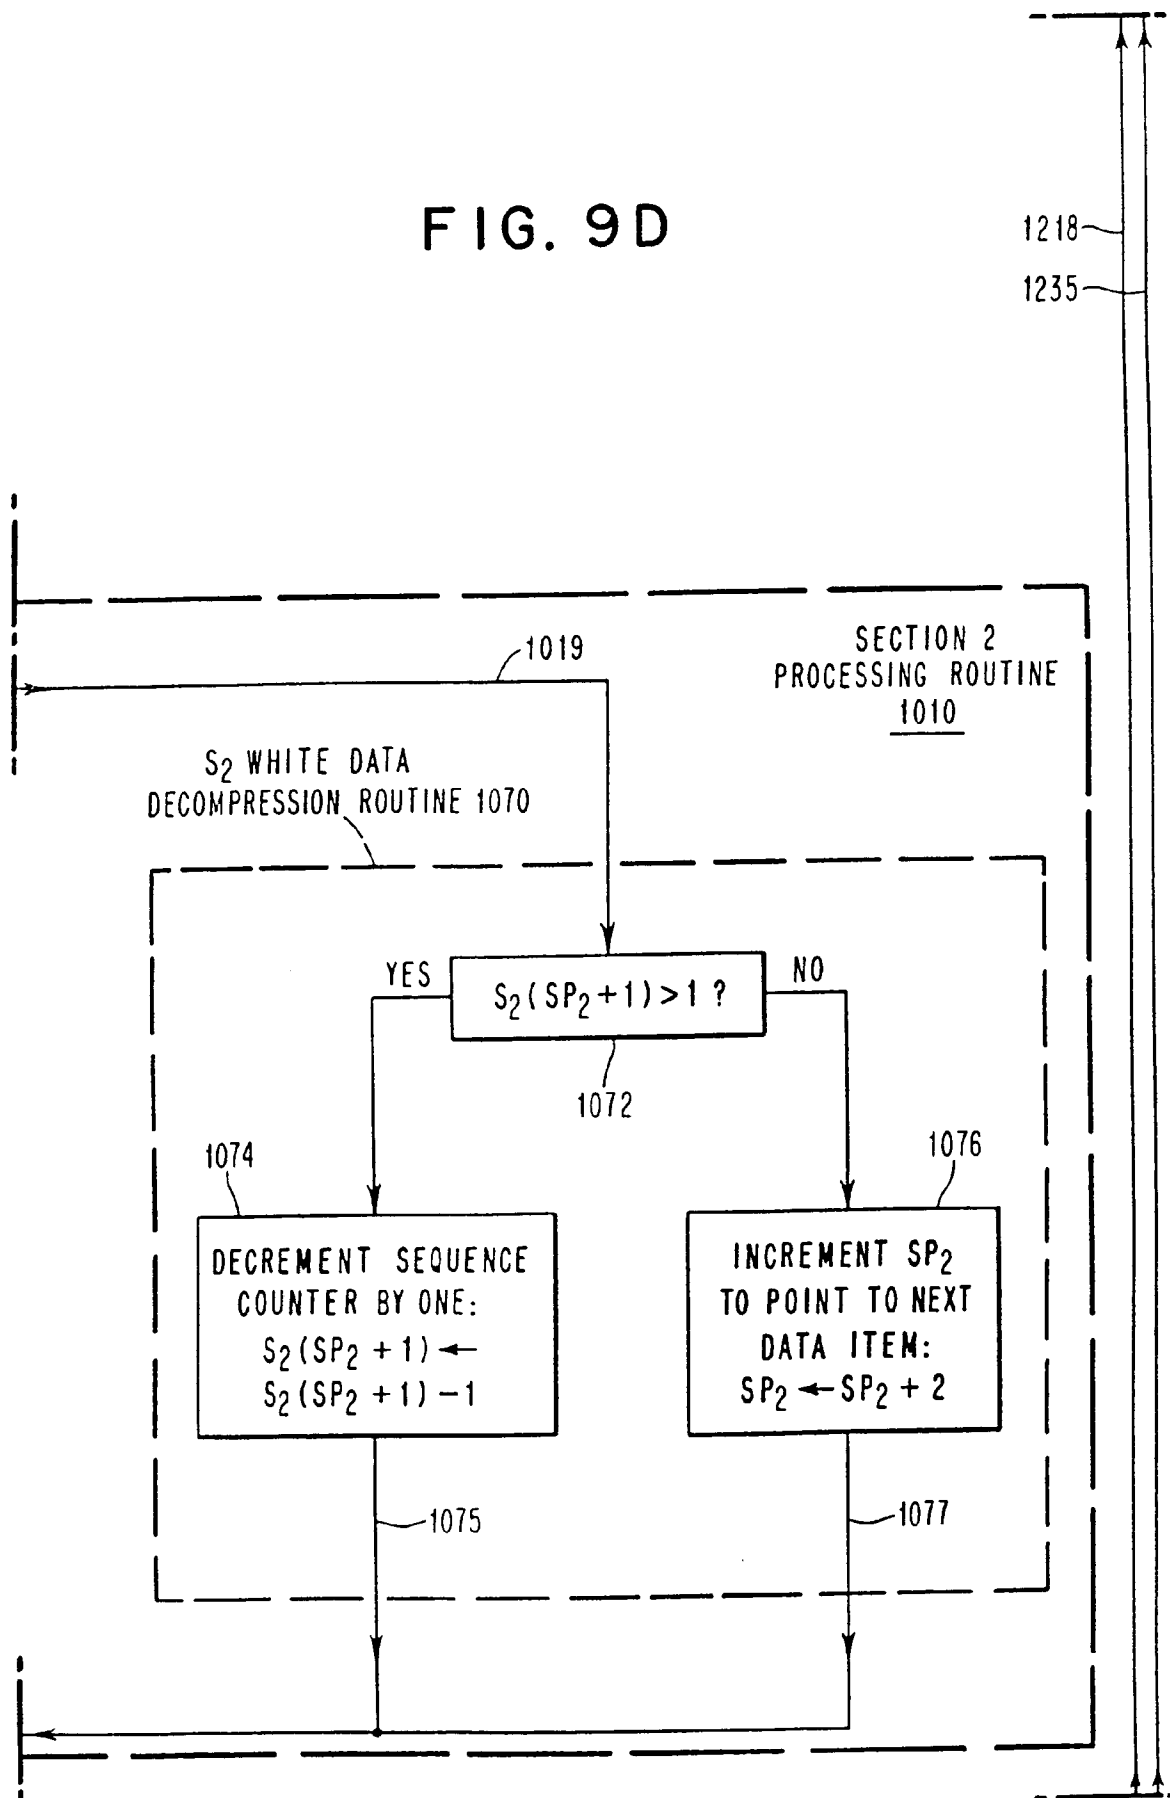 FIG. 9D
1218
1235
1019
SECTION 2
PROCESSING ROUTINE
1010
S₂ WHITE DATA
DECOMPRESSION ROUTINE 1070
YES
S₂(SP₂+1)>1 ?
NO
1072
1074
1076
DECREMENT SEQUENCE
COUNTER BY ONE:
S₂(SP₂ +1) ←
S₂(SP₂ +1) −1
INCREMENT SP₂
TO POINT TO NEXT
DATA ITEM:
SP₂ ← SP₂ + 2
1075
1077